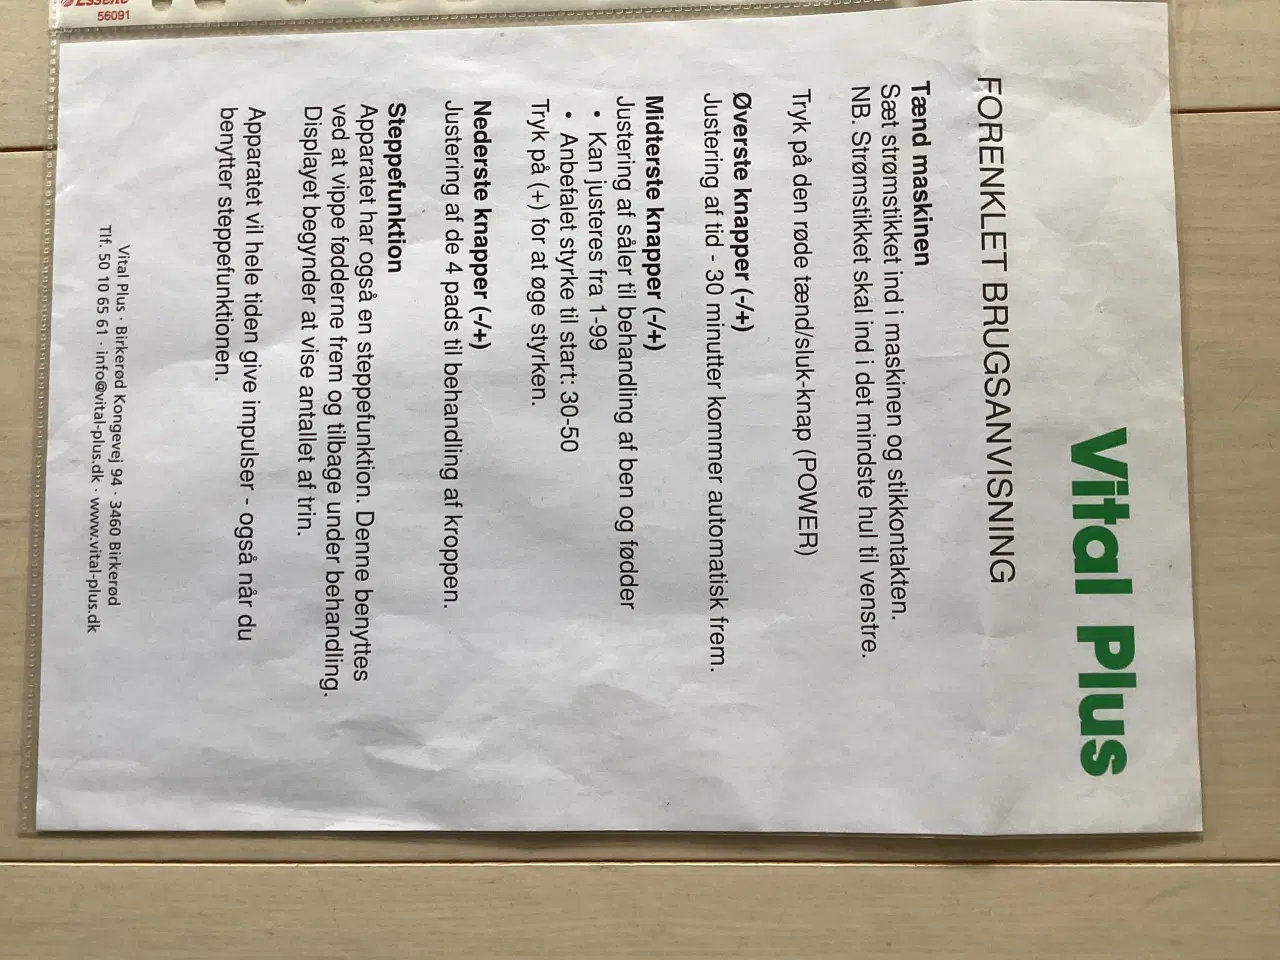 Vital Plus
FORENKLET BRUGSANVISNING
Tænd maskinen
Sæt strømstikket ind i maskinen og stikkontakten.
NB. Strømstikket skal ind i det mindste hul til venstre.
Tryk på den røde tænd/sluk-knap (POWER)
Øverste knapper (-/+)
Justering af tid - 30 minutter kommer automatisk frem.
Midterste knapper (-/+)
Justering af såler til behandling af ben og fødder
• Kan justeres fra 1-99
• Anbefalet styrke til start: 30-50
Tryk på (+) for at øge styrken.
Nederste knapper (-/+)
Justering af de 4 pads til behandling af kroppen.
Steppefunktion
Apparatet har også en steppefunktion. Denne benyttes
ved at vippe fødderne frem og tilbage under behandling.
Displayet begynder at vise antallet af trin.
Apparatet vil hele tiden give impulser - også når du
benytter steppefunktionen.
Vital Plus · Birkerød Kongevej 94 · 3460 Birkerød
Tlf. 50 10 65 61 · info@vital-plus.dk · www.vital-plus.dk
56091